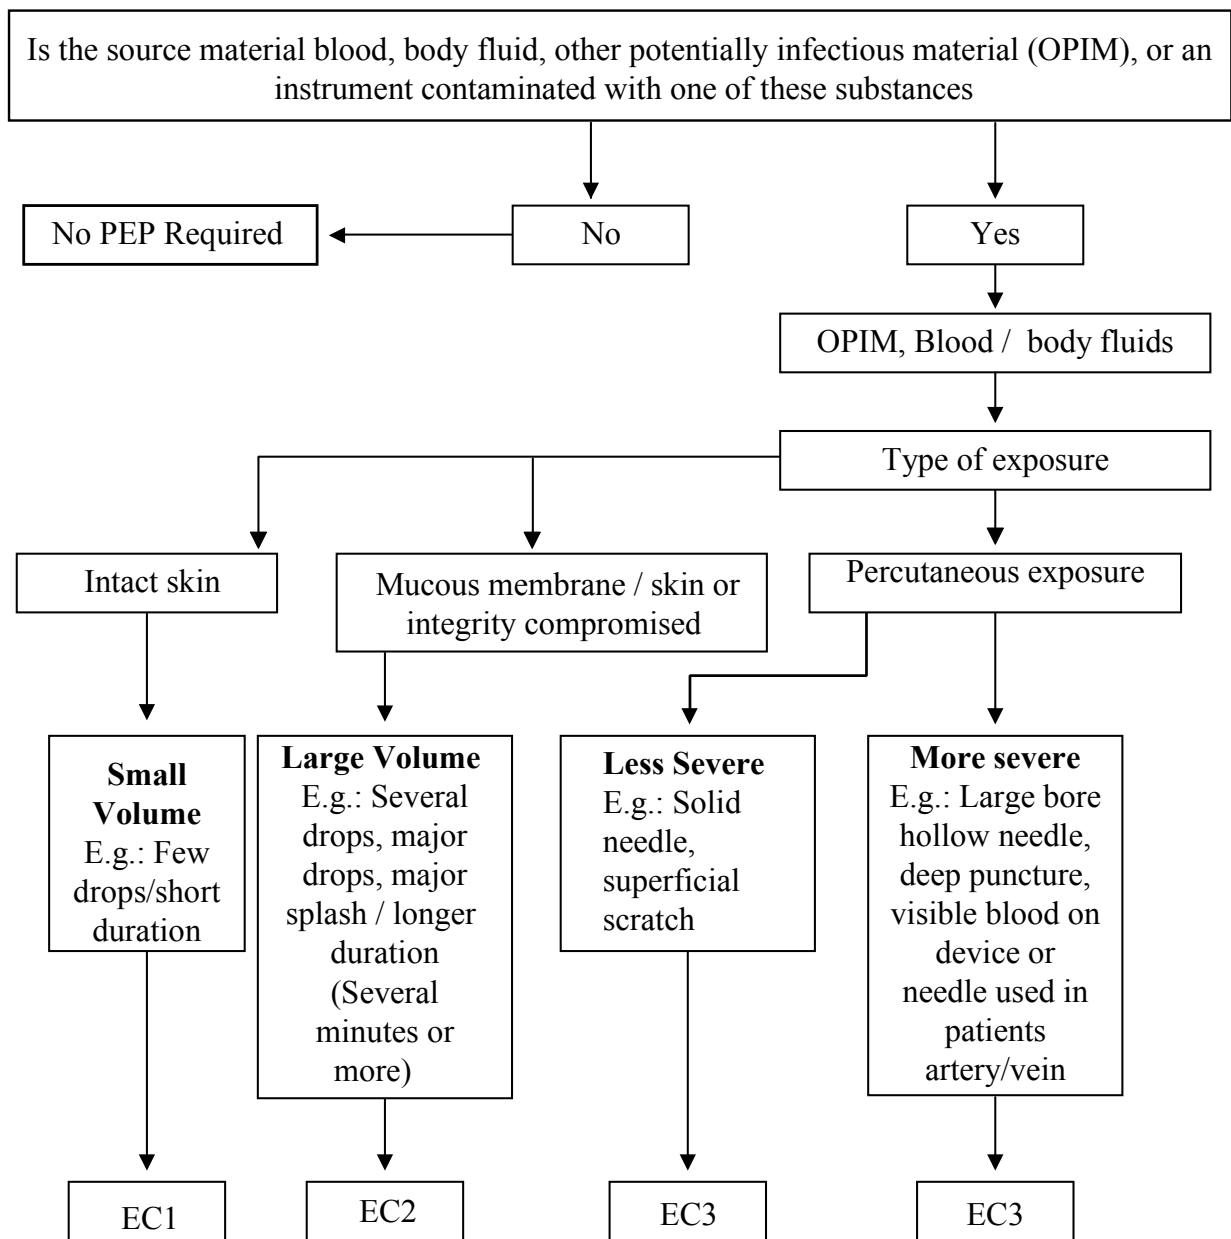 Is the source material blood, body fluid, other potentially infectious material (OPIM), or an
instrument contaminated with one of these substances
No PEP Required
No
Yes
OPIM, Blood / body fluids
Type of exposure
Intact skin
Mucous membrane / skin or
integrity compromised
Percutaneous exposure
Small
Volume
E.g.: Few
drops/short
duration
Large Volume
E.g.: Several
drops, major
drops, major
splash / longer
duration
(Several
minutes or
more)
Less Severe
E.g.: Solid
needle,
superficial
scratch
More severe
E.g.: Large bore
hollow needle,
deep puncture,
visible blood on
device or
needle used in
patients
artery/vein
EC1
EC2
EC3
EC3